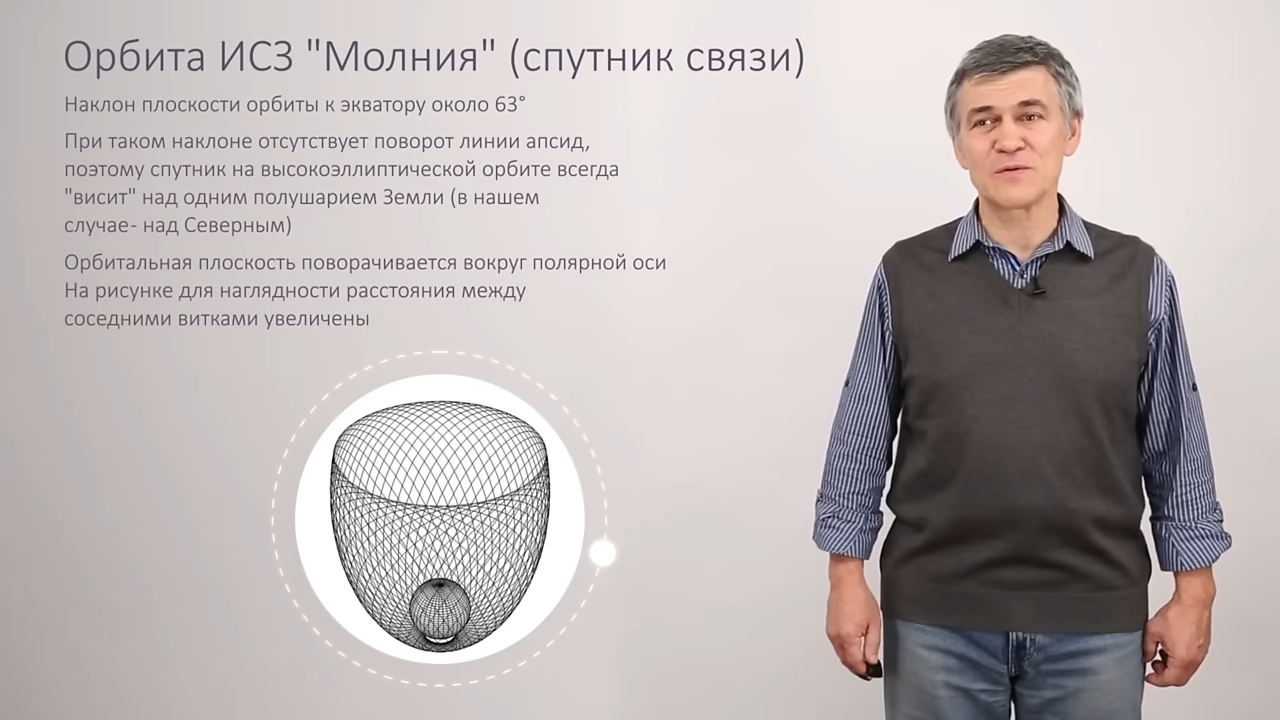 Орбита ИСЗ "Молния" (спутник связи)
Наклон плоскости орбиты к экватору около 63°
При таком наклоне отсутствует поворот линии апсид,
поэтому спутник на высокоэллиптической орбите всегда
"висит" над одним полушарием Земли (в нашем
случае- над Северным)
Орбитальная плоскость поворачивается вокруг полярной оси
На рисунке для наглядности расстояния между
соседними витками увеличены